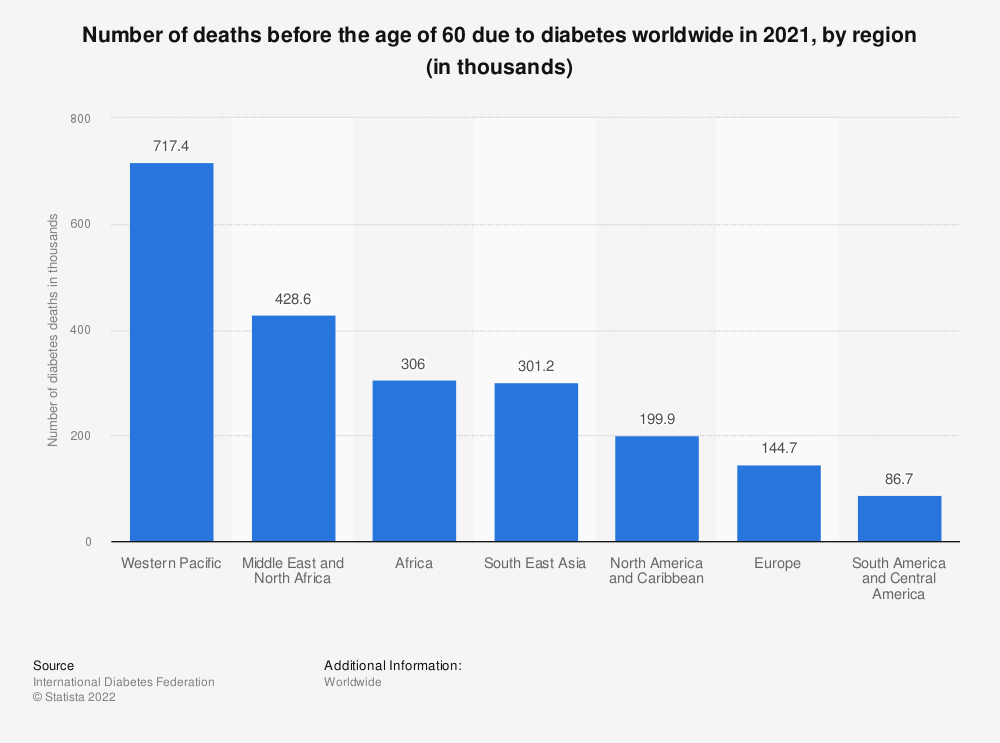 Number of deaths before the age of 60 due to diabetes worldwide in 2021, by region
(in thousands)
Number of diabetes deaths in thousands
800
600
400
200
0
717.4
428.6
306
301.2
199.9
144.7
86.7
Western Pacific
Middle East and
North Africa
Africa
South East Asia
North America
and Caribbean
Europe
South America
and Central
America
Source
International Diabetes Federation
© Statista 2022
Additional Information:
Worldwide